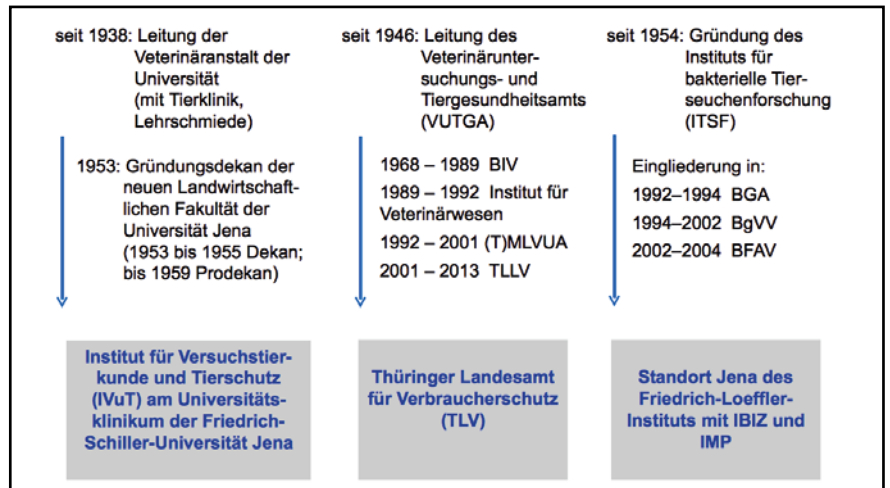 seit 1938: Leitung der
Veterinäranstalt der
Universität
(mit Tierklinik,
Lehrschmiede)
1953: Gründungsdekan der
neuen Landwirtschaft-
lichen Fakultät der
Universität Jena
(1953 bis 1955 Dekan;
bis 1959 Prodekan)
Institut für Versuchstier-
kunde und Tierschutz
(IVuT) am Universitäts-
klinikum der Friedrich-
Schiller-Universität Jena
seit 1946: Leitung des
Veterinärunter-
suchungs- und
Tiergesundheitsamts
(VUTGA)
1968 – 1989 BIV
1989 – 1992 Institut für
Veterinärwesen
1992 – 2001 (T)MLVUA
2001 – 2013 TLLV
Thüringer Landesamt
für Verbraucherschutz
(TLV)
seit 1954: Gründung des
Instituts für
bakterielle Tier-
seuchenforschung
(ITSF)
Eingliederung in:
1992–1994 BGA
1994–2002 BgVV
2002–2004 BFAV
Standort Jena des
Friedrich-Loeffler-
Instituts mit IBIZ und
IMP